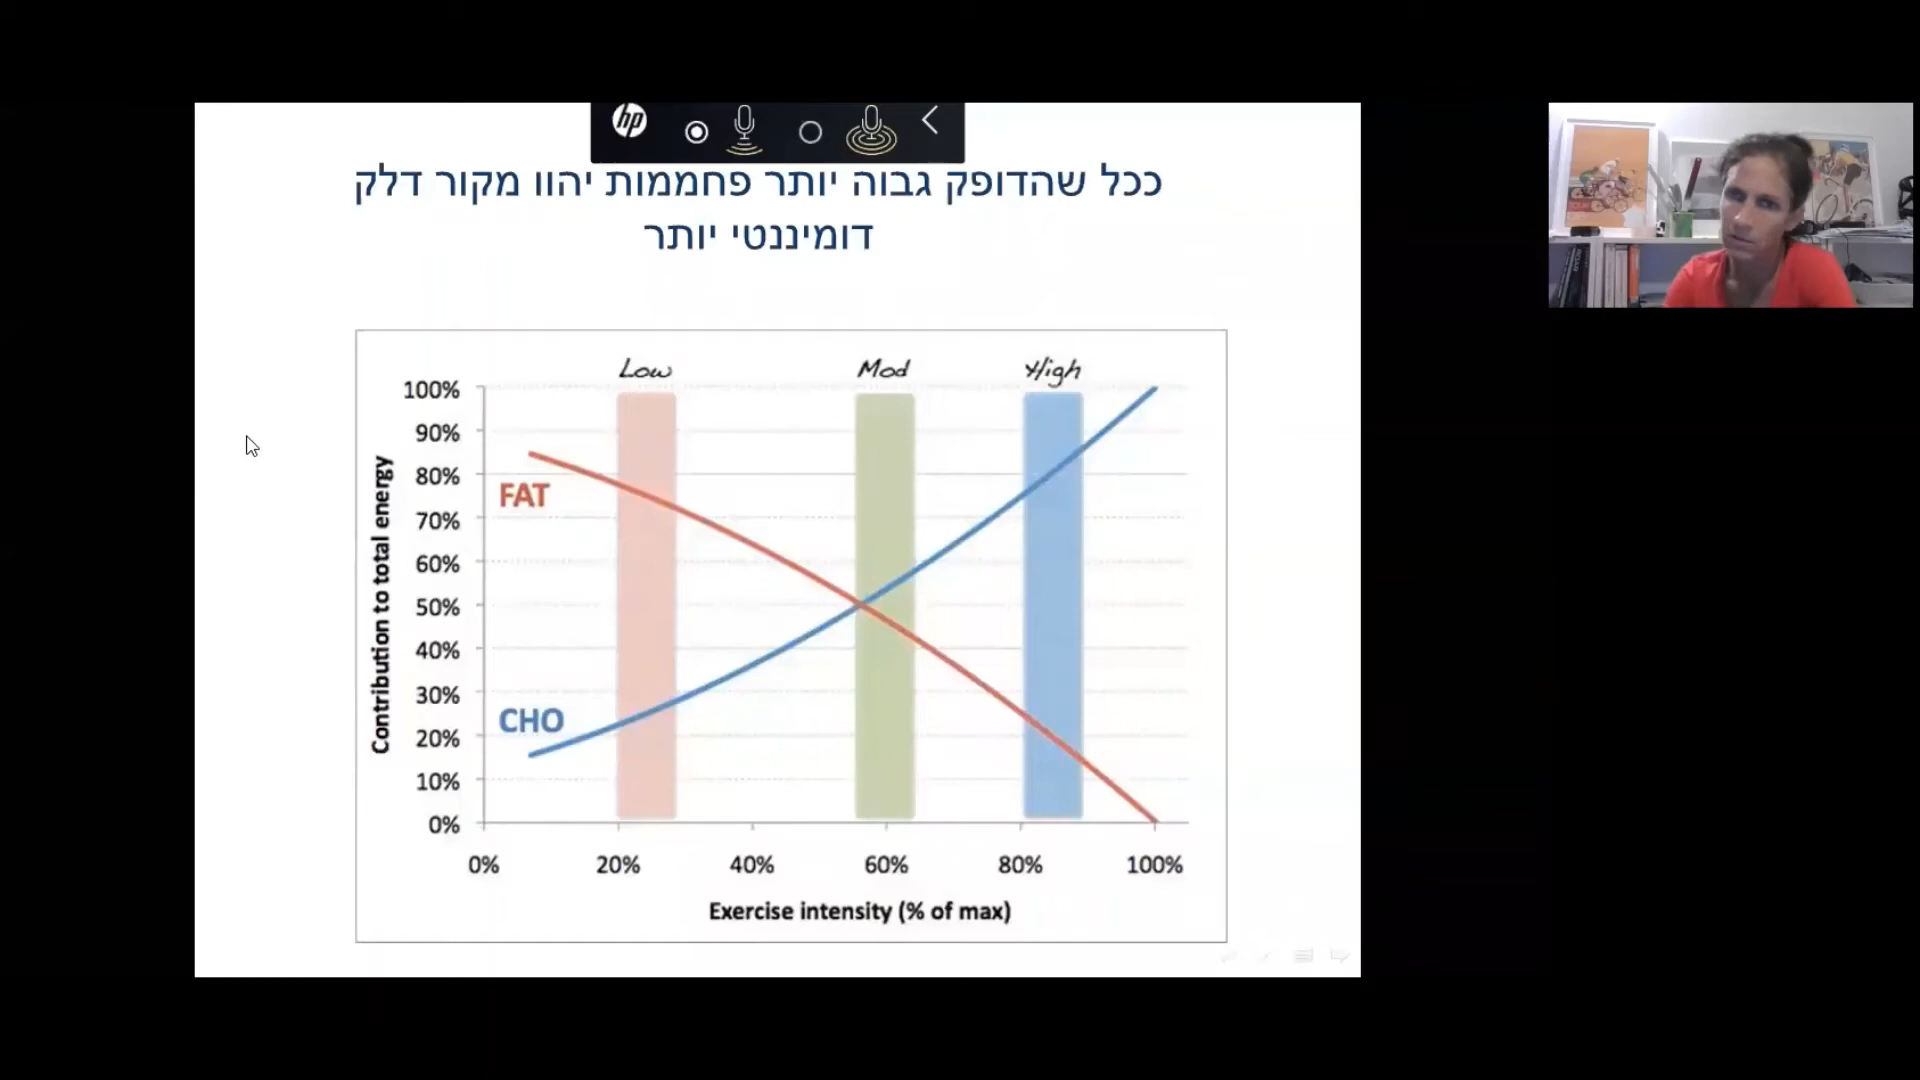 hp
ככל שהדופק גבוה יותר פחממות יהוו מקור דלק
דומיננטי יותר
Low Mod High
100%
90%
80%
70%
60%
50%
40%
30%
20%
10%
0%
FAT
CHO
Contribution to total energy
0% 20% 40% 60% 80% 100%
Exercise intensity (% of max)